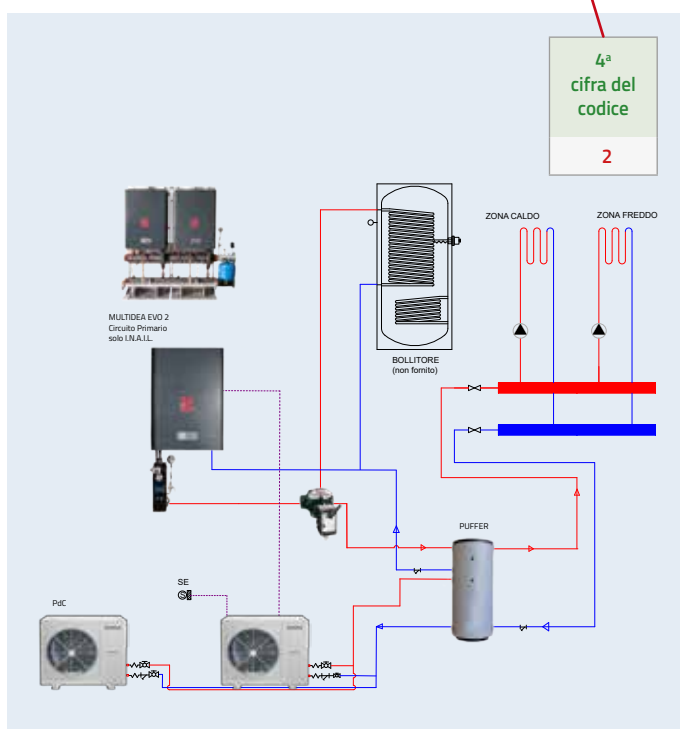 4ª
cifra del
codice
2
ZONA CALDO
ZONA FREDDO
MULTIDEA EVO 2
Circuito Primario
solo I.N.A.I.L.
BOLLITORE
(non fornito)
PUFFER
SE
S
PdC